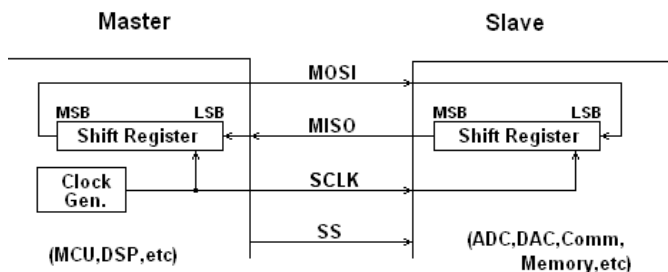 Master Slave
MOSI
MSB LSB MSB LSB
Shift Register MISO Shift Register
Clock
Gen.
SCLK
SS
(MCU,DSP,etc) (ADC,DAC,Comm,
Memory,etc)